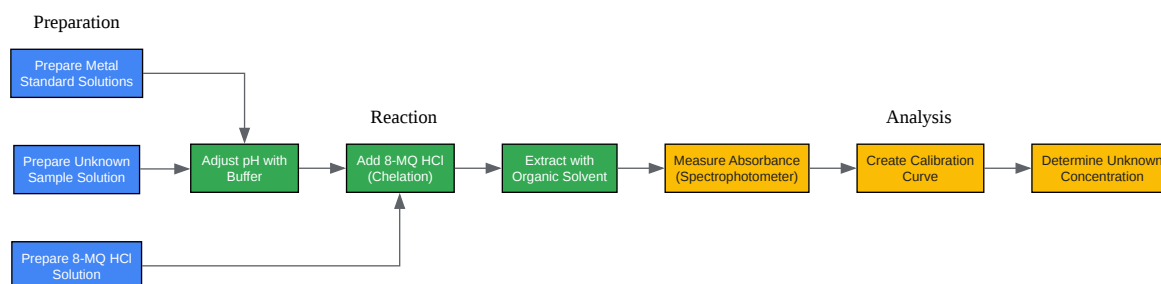 Preparation
Prepare Metal
Standard Solutions
Reaction
Analysis
Prepare Unknown
Sample Solution
Adjust pH with
Buffer
Add 8-MQ HCl
(Chelation)
Extract with
Organic Solvent
Measure Absorbance
(Spectrophotometer)
Create Calibration
Curve
Determine Unknown
Concentration
Prepare 8-MQ HCl
Solution